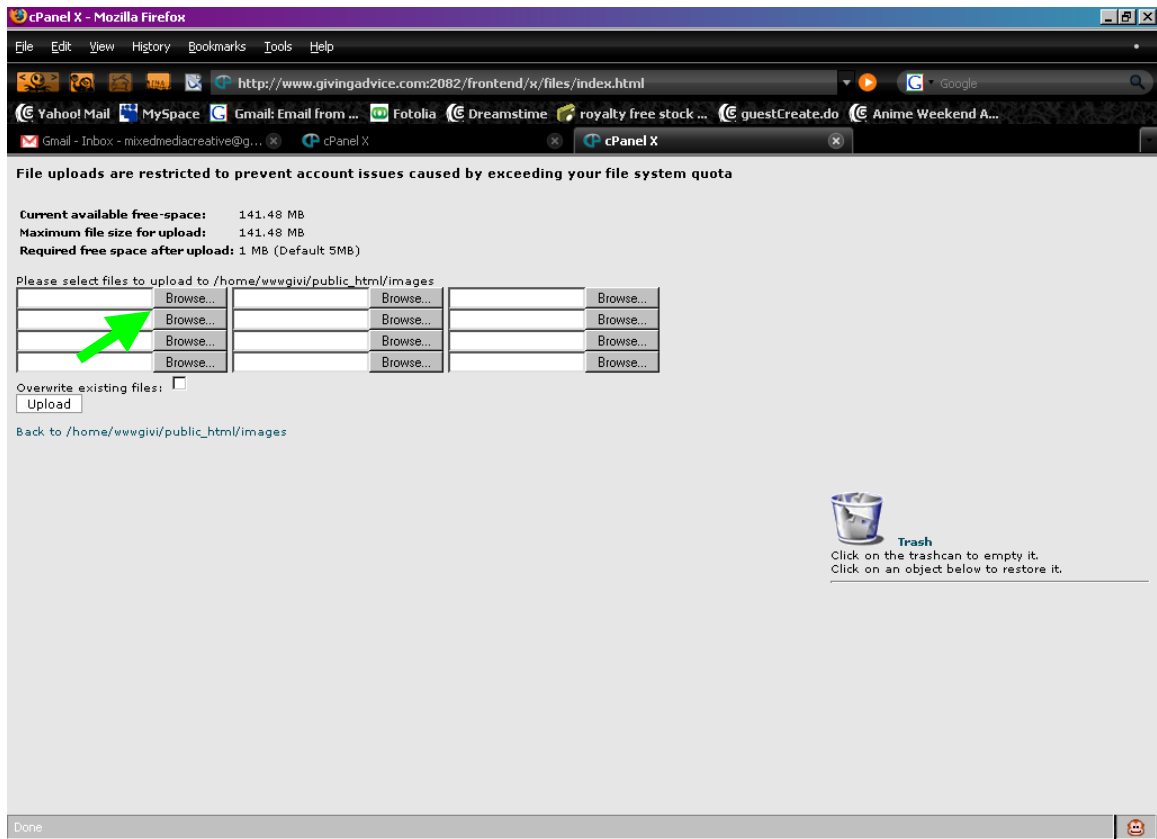 cPanel X - Mozilla Firefox
File Edit View History Bookmarks Tools Help
http://www.givingadvice.com:2082/frontend/x/files/index.html G Google
Yahoo! Mail MySpace G Gmail: Email from ... Fotolia Dreamstime royalty free stock ... guestCreate.do Anime Weekend A...
Gmail - Inbox - mixedmediacreative@g... cPanel X cPanel X
File uploads are restricted to prevent account issues caused by exceeding your file system quota
Current available free-space: 141.48 MB
Maximum file size for upload: 141.48 MB
Required free space after upload: 1 MB (Default 5MB)
Please select files to upload to /home/wwwgivi/public_html/images
Browse... Browse... Browse...
Browse... Browse... Browse...
Browse... Browse... Browse...
Browse... Browse... Browse...
Overwrite existing files:
Upload
Back to /home/wwwgivi/public_html/images
Trash
Click on the trashcan to empty it.
Click on an object below to restore it.
Done